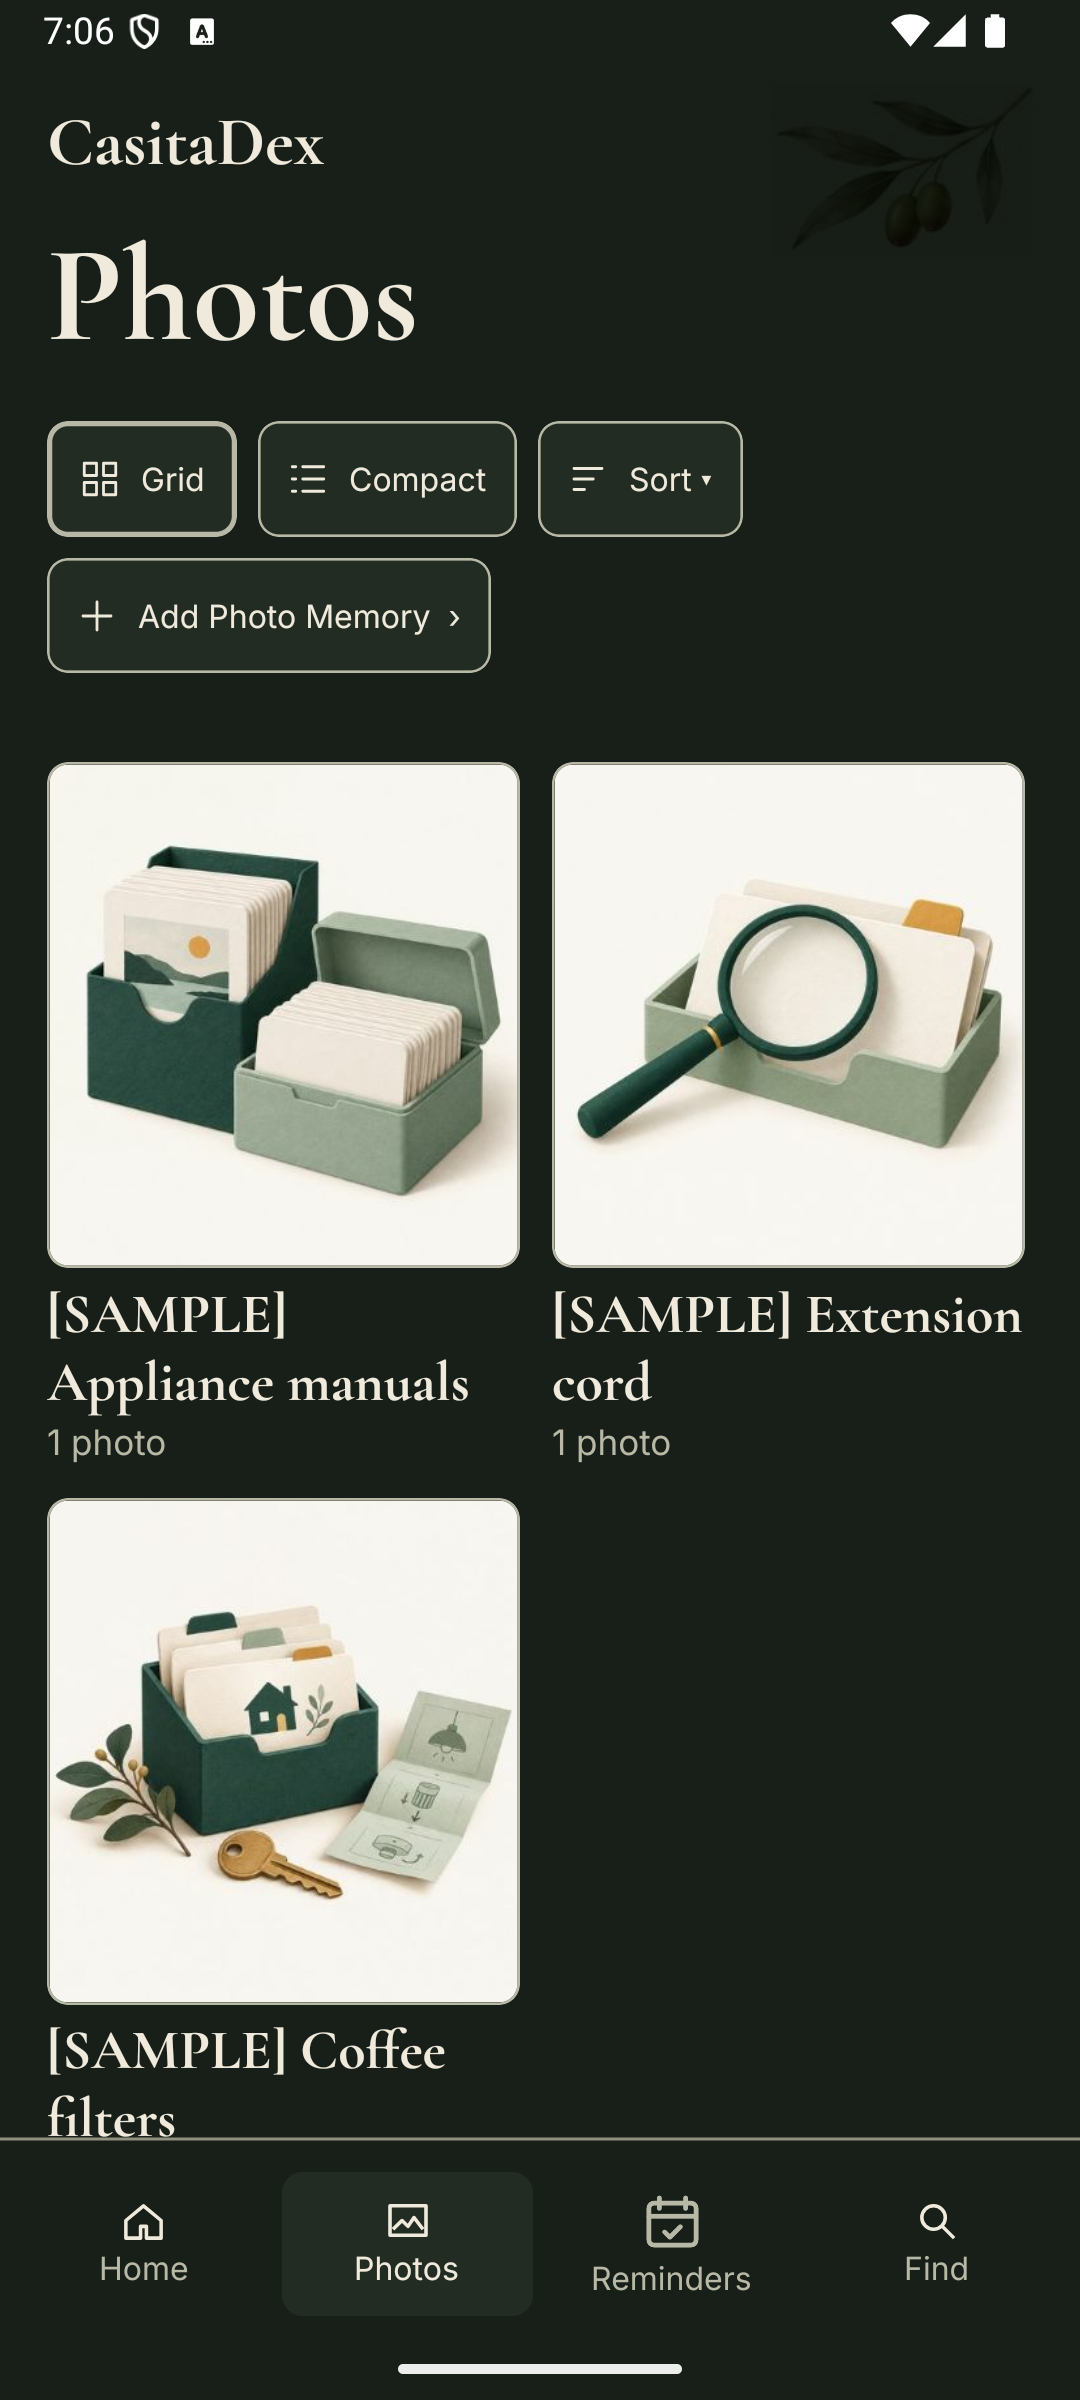 7:06
CasitaDex
Photos
Grid
Compact
Sort ▾
Add Photo Memory ›
[SAMPLE]
Appliance manuals
1 photo
[SAMPLE] Extension
cord
1 photo
[SAMPLE] Coffee
filters
Home
Photos
Reminders
Find